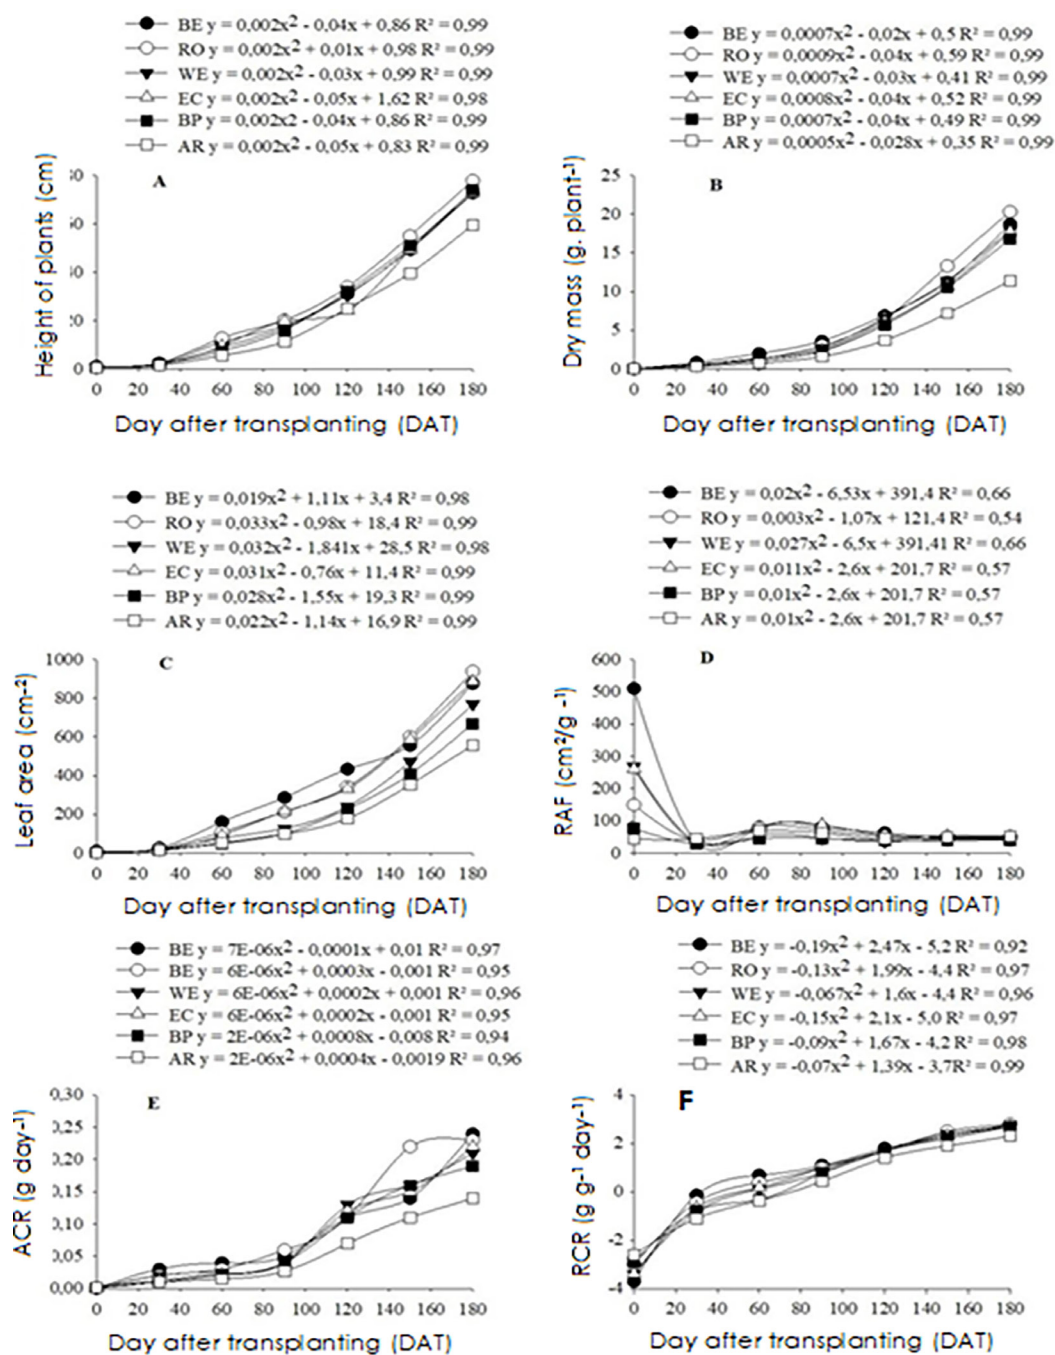 BE y = 0,002x² - 0,04x + 0,86 R² = 0,99
RO y = 0,002x² + 0,01x + 0,98 R² = 0,99
WE y = 0,002x² - 0,03x + 0,99 R² = 0,99
EC y = 0,002x² - 0,05x + 1,62 R² = 0,98
BP y = 0,002x2 - 0,04x + 0,86 R² = 0,99
AR y = 0,002x² - 0,05x + 0,83 R² = 0,99
A
Height of plants (cm)
60
40
20
0
0 20 40 60 80 100 120 140 160 180
Day after transplanting (DAT)
BE y = 0,0007x² - 0,02x + 0,5 R² = 0,99
RO y = 0,0009x² - 0,04x + 0,59 R² = 0,99
WE y = 0,0007x² - 0,03x + 0,41 R² = 0,99
EC y = 0,0008x² - 0,04x + 0,52 R² = 0,99
BP y = 0,0007x² - 0,04x + 0,49 R² = 0,99
AR y = 0,0005x² - 0,028x + 0,35 R² = 0,99
B
Dry mass (g. plant-¹)
25
20
15
10
5
0
0 20 40 60 80 100 120 140 160 180
Day after transplanting (DAT)
BE y = 0,019x² + 1,11x + 3,4 R² = 0,98
RO y = 0,033x² - 0,98x + 18,4 R² = 0,99
WE y = 0,032x² - 1,841x + 28,5 R² = 0,98
EC y = 0,031x² - 0,76x + 11,4 R² = 0,99
BP y = 0,028x² - 1,55x + 19,3 R² = 0,99
AR y = 0,022x² - 1,14x + 16,9 R² = 0,99
C
Leaf area (cm-²)
1000
800
600
400
200
0
0 20 40 60 80 100 120 140 160 180
Day after transplanting (DAT)
BE y = 0,02x² - 6,53x + 391,4 R² = 0,66
RO y = 0,003x² - 1,07x + 121,4 R² = 0,54
WE y = 0,027x² - 6,5x + 391,41 R² = 0,66
EC y = 0,011x² - 2,6x + 201,7 R² = 0,57
BP y = 0,01x² - 2,6x + 201,7 R² = 0,57
AR y = 0,01x² - 2,6x + 201,7 R² = 0,57
D
RAF (cm²/g -¹)
600
500
400
300
200
100
0
0 20 40 60 80 100 120 140 160 180
Day after transplanting (DAT)
BE y = 7E-06x² - 0,0001x + 0,01 R² = 0,97
BE y = 6E-06x² + 0,0003x - 0,001 R² = 0,95
WE y = 6E-06x² + 0,0002x + 0,001 R² = 0,96
EC y = 6E-06x² + 0,0002x - 0,001 R² = 0,95
BP y = 2E-06x² + 0,0008x - 0,008 R² = 0,94
AR y = 2E-06x² + 0,0004x - 0,0019 R² = 0,96
E
ACR (g day-¹)
0,30
0,25
0,20
0,15
0,10
0,05
0,00
0 20 40 60 80 100 120 140 160 180
Day after transplanting (DAT)
BE y = -0,19x² + 2,47x - 5,2 R² = 0,92
RO y = -0,13x² + 1,99x - 4,4 R² = 0,97
WE y = -0,067x² + 1,6x - 4,4 R² = 0,96
EC y = -0,15x² + 2,1x - 5,0 R² = 0,97
BP y = -0,09x² + 1,67x - 4,2 R² = 0,98
AR y = -0,07x² + 1,39x - 3,7R² = 0,99
F
RCR (g g-¹ day-¹)
4
2
0
-2
-4
0 20 40 60 80 100 120 140 160 180
Day after transplanting (DAT)